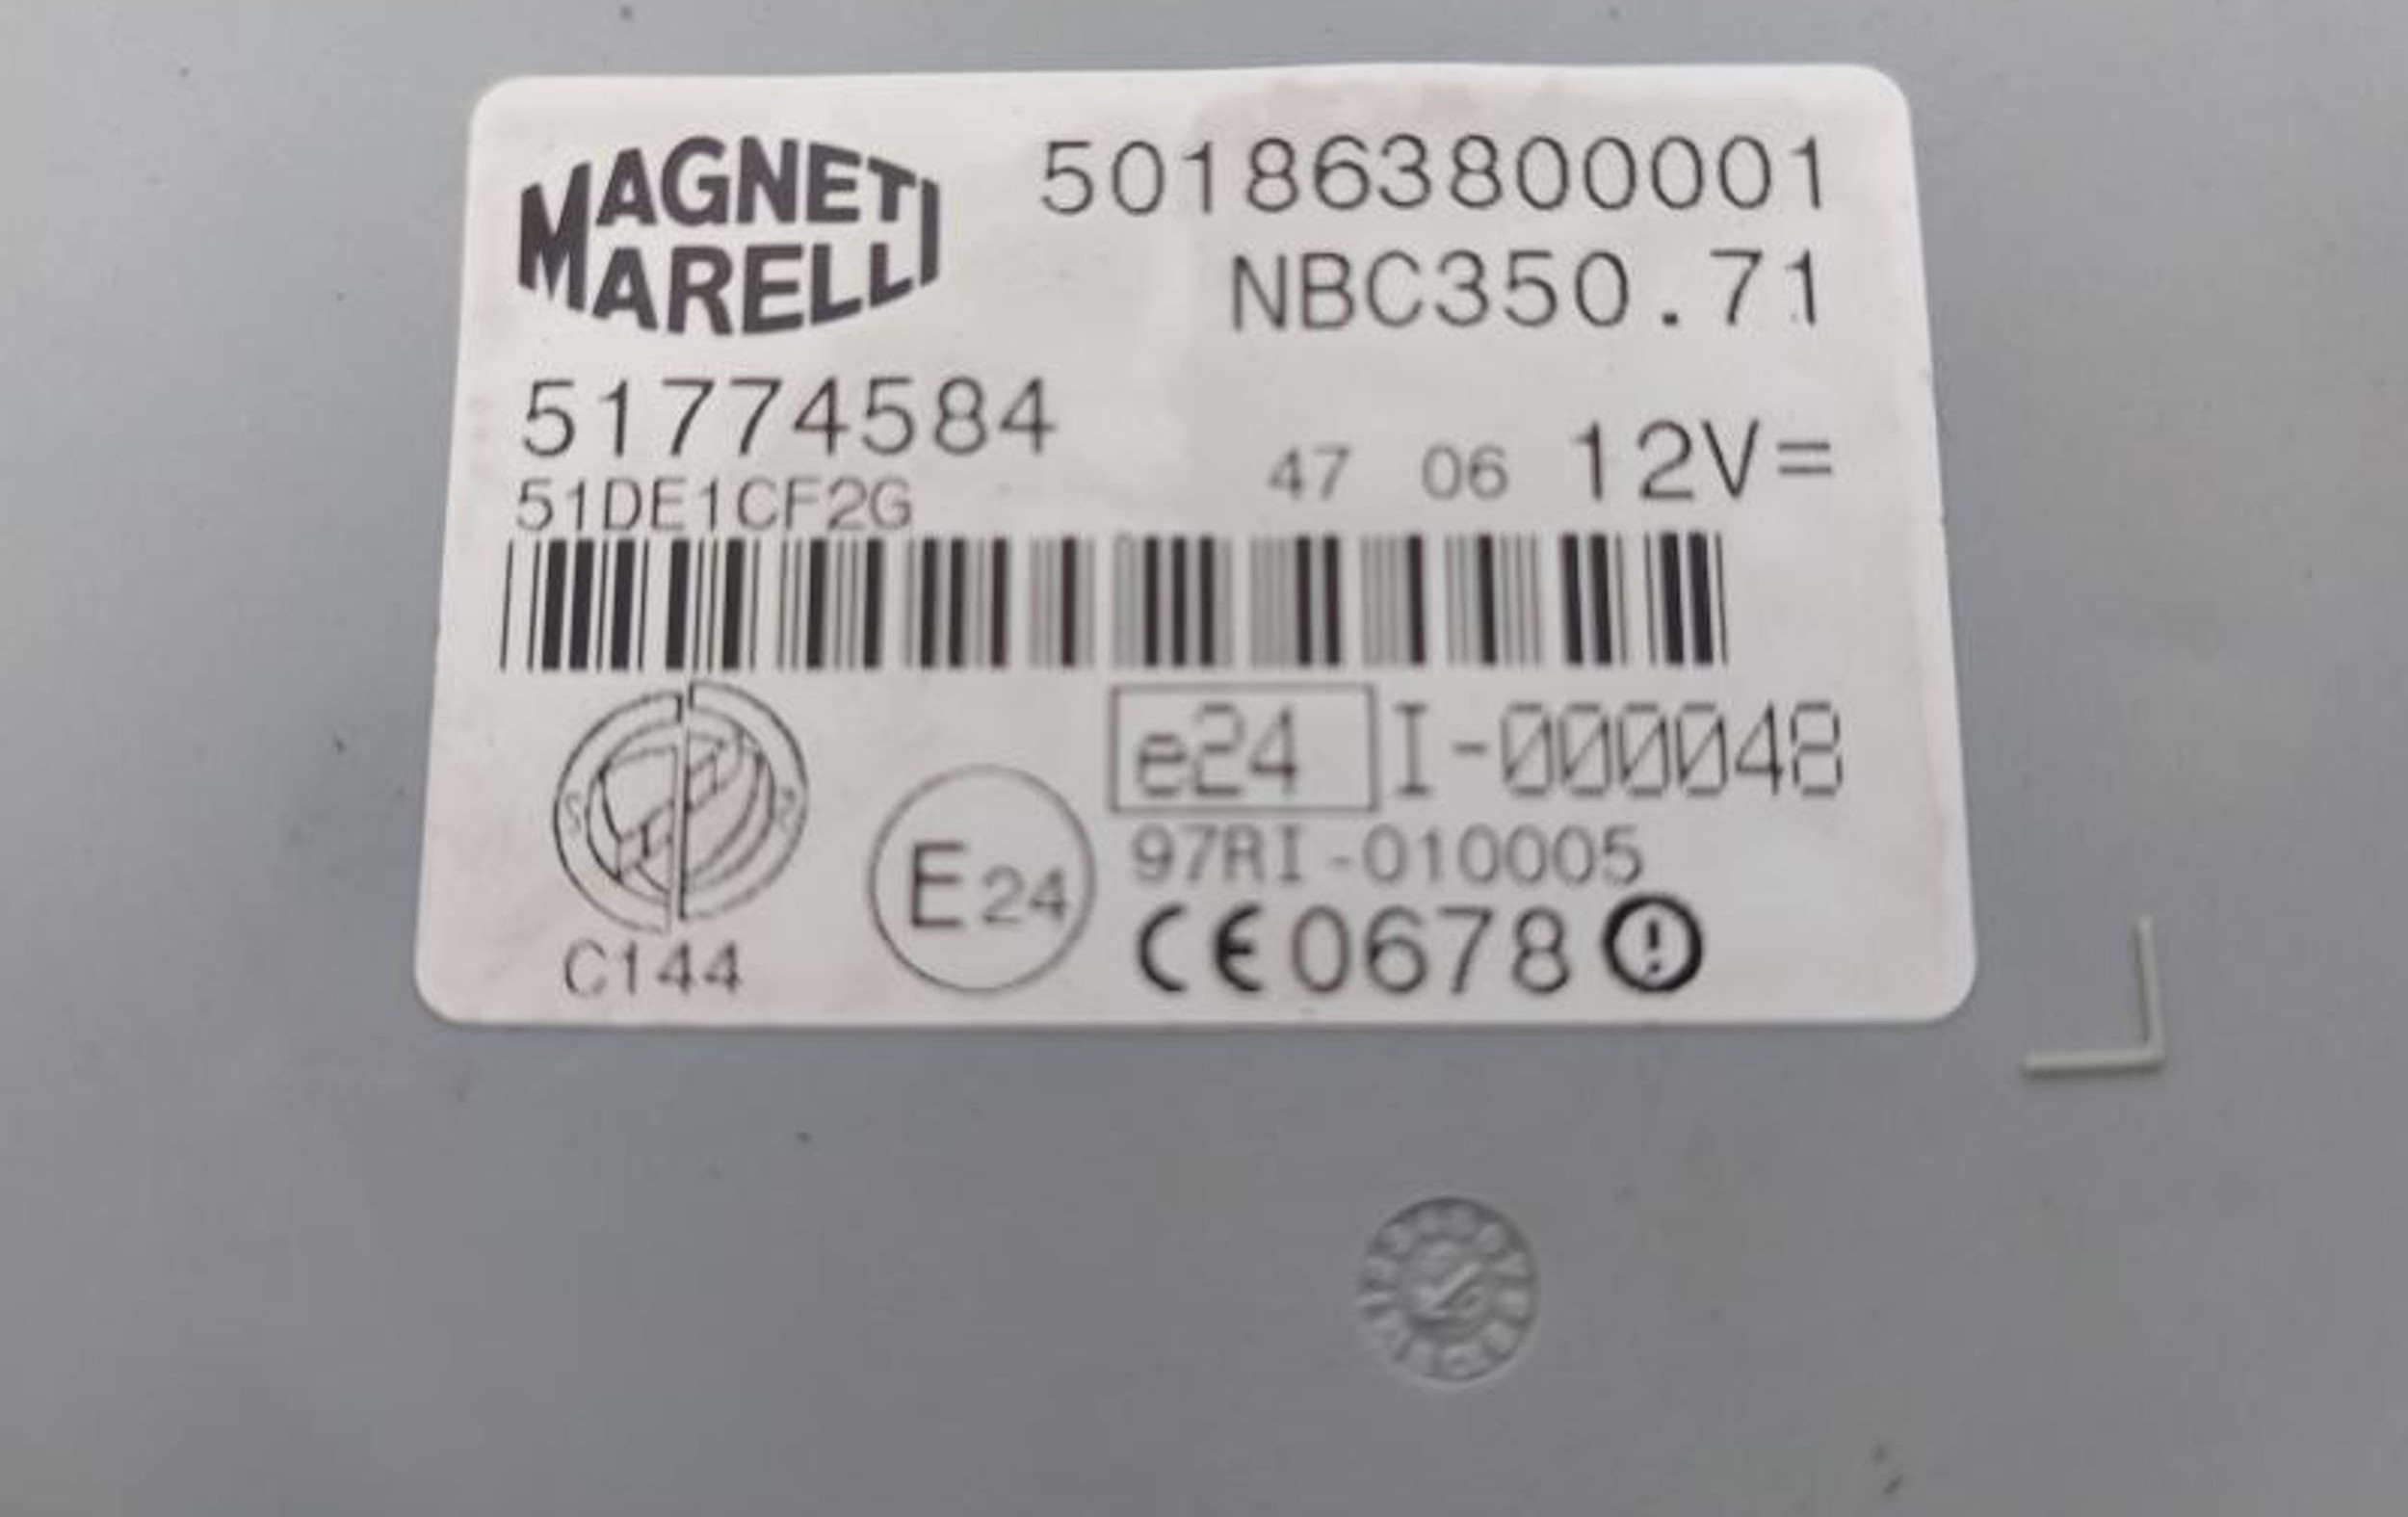 MAGNETI
MARELLI
501863800001
NBC350.71
51774584
47 06 12V=
51DE1CF2G
e24 I-000048
97RI-010005
E24
CE0678
C144